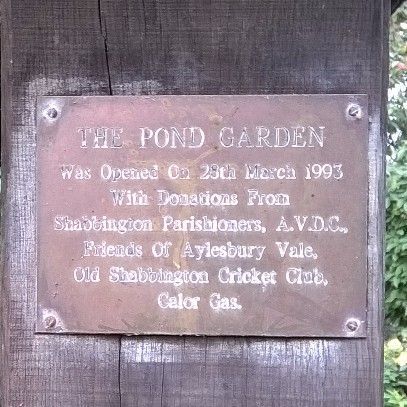 THE POND GARDEN
Was Opened On 28th March 1993
With Donations From
Shabbington Parishioners, A.V.D.C.,
Friends Of Aylesbury Vale,
Old Shabbington Cricket Club,
Calor Gas.